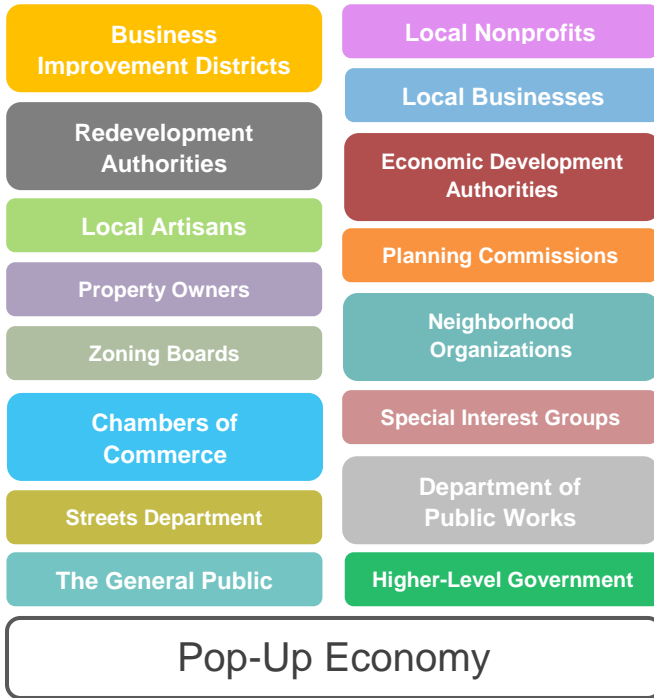 Business
Improvement Districts
Redevelopment
Authorities
Local Artisans
Property Owners
Zoning Boards
Chambers of
Commerce
Streets Department
The General Public
Local Nonprofits
Local Businesses
Economic Development
Authorities
Planning Commissions
Neighborhood
Organizations
Special Interest Groups
Department of
Public Works
Higher-Level Government
Pop-Up Economy